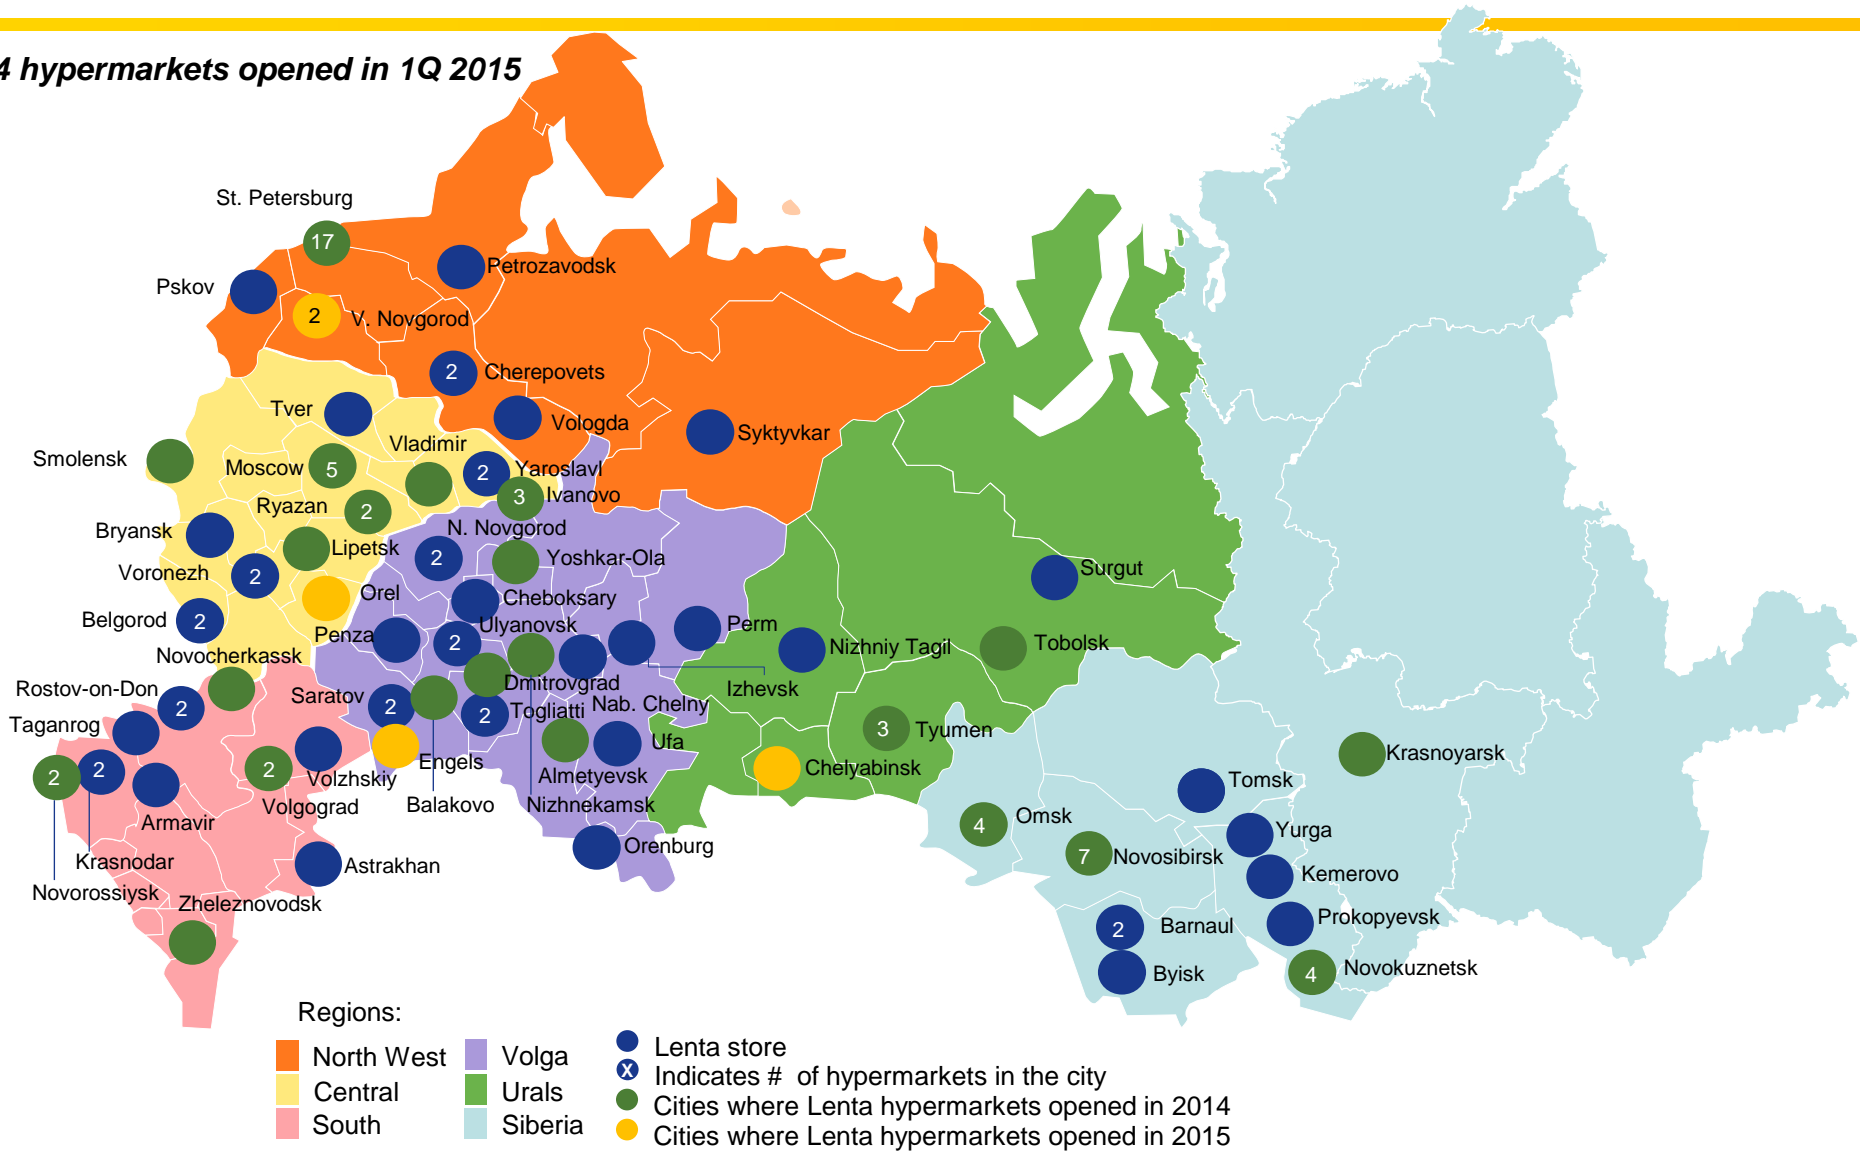 4 hypermarkets opened in 1Q 2015
St. Petersburg
17
Petrozavodsk
Pskov
2
V. Novgorod
2
Cherepovets
Tver
Vologda
Syktyvkar
Vladimir
Smolensk
Moscow
5
2
Yaroslavl
3
Ivanovo
Ryazan
2
N. Novgorod
Bryansk
Lipetsk
2
Yoshkar-Ola
Voronezh
2
Surgut
Orel
Cheboksary
Belgorod
2
Penza
2
Ulyanovsk
Perm
Nizhniy Tagil
Tobolsk
Novocherkassk
Rostov-on-Don
2
Saratov
2
Dmitrovgrad
Izhevsk
Taganrog
2
Togliatti
Nab. Chelny
Ufa
3
Tyumen
Engels
Almetyevsk
Chelyabinsk
Krasnoyarsk
2
2
2
Volzhskiy
Volgograd
Balakovo
Nizhnekamsk
Tomsk
Armavir
Orenburg
4
Omsk
Yurga
Krasnodar
Astrakhan
7
Novosibirsk
Kemerovo
Novorossiysk
Zheleznovodsk
2
Barnaul
Prokopyevsk
Byisk
4
Novokuznetsk
Regions:
North West
Central
South
Volga
Urals
Siberia
Lenta store
X
Indicates # of hypermarkets in the city
Cities where Lenta hypermarkets opened in 2014
Cities where Lenta hypermarkets opened in 2015